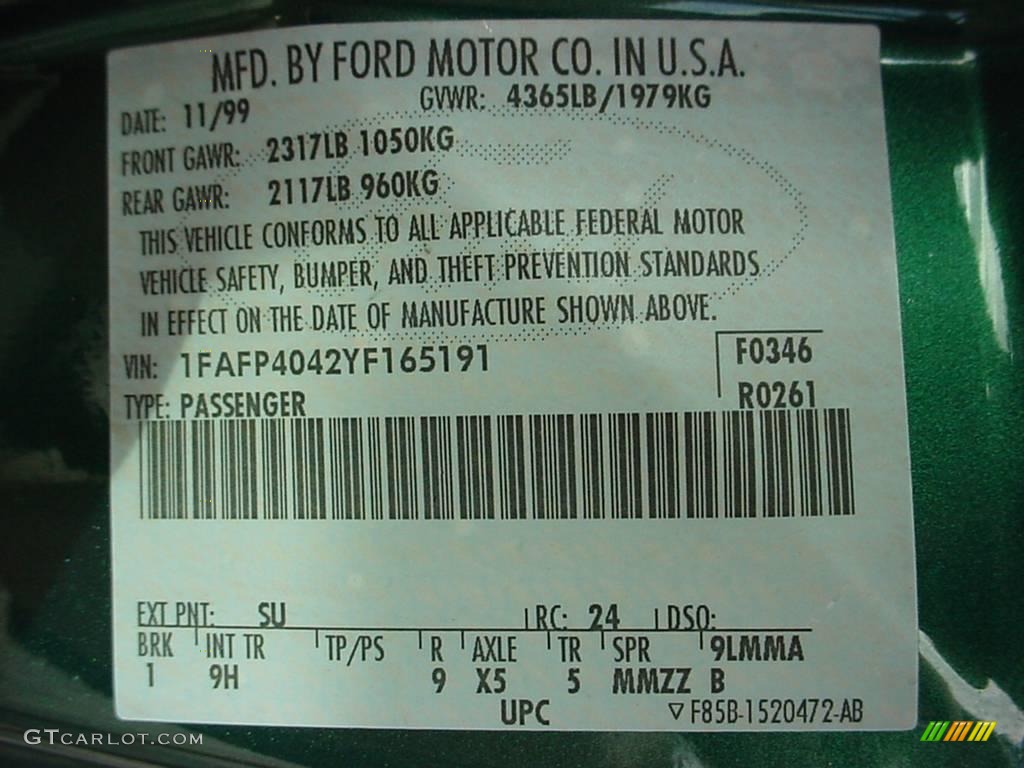 MFD. BY FORD MOTOR CO. IN U.S.A.
DATE: 11/99 GVWR: 4365LB/1979KG
FRONT GAWR: 2317LB 1050KG
REAR GAWR: 2117LB 960KG
THIS VEHICLE CONFORMS TO ALL APPLICABLE FEDERAL MOTOR
VEHICLE SAFETY, BUMPER, AND THEFT PREVENTION STANDARDS
IN EFFECT ON THE DATE OF MANUFACTURE SHOWN ABOVE.
VIN: 1FAFP4042YF165191 F0346
TYPE: PASSENGER R0261
EXT PNT: SU RC: 24 DSO:
BRK INT TR TP/PS R AXLE TR SPR 9LMMA
1 9H 9 X5 5 MMZZ B
UPC ▽F85B-1520472-AB
GTCARLOT.COM